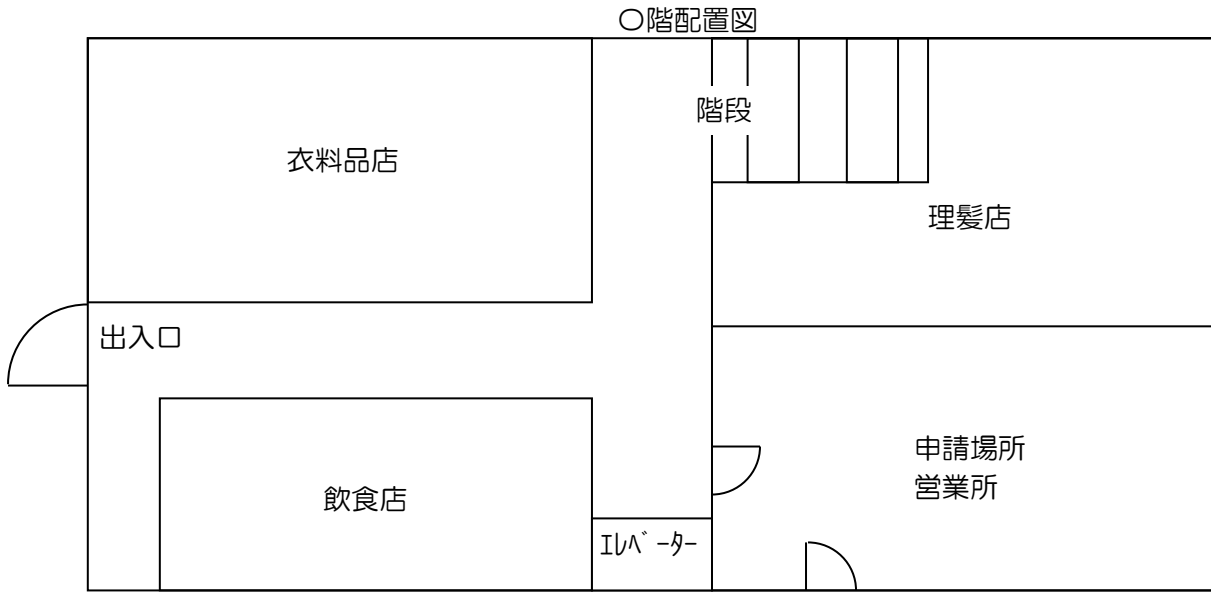 〇階配置図
階段
衣料品店
理髪店
出入口
申請場所
営業所
飲食店
ｴﾚﾍﾞｰﾀｰ